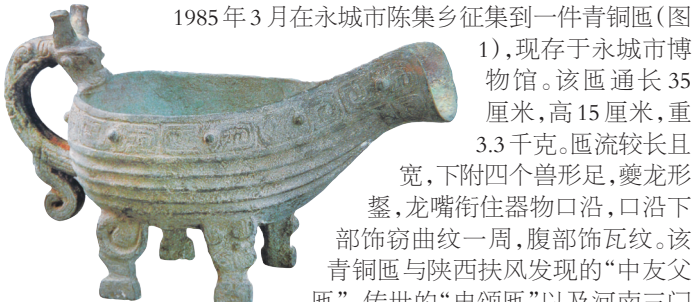 1985年3月在永城市陈集乡征集到一件青铜匜(图
1),现存于永城市博
物馆。该匜通长35
厘米,高15厘米,重
3.3千克。匜流较长且
宽,下附四个兽形足,夔龙形
鋬,龙嘴衔住器物口沿,口沿下
部饰窃曲纹一周,腹部饰瓦纹。该
青铜匜与陕西扶风发现的“中友父
匜”、传世的“史颂匜”以及河南三门